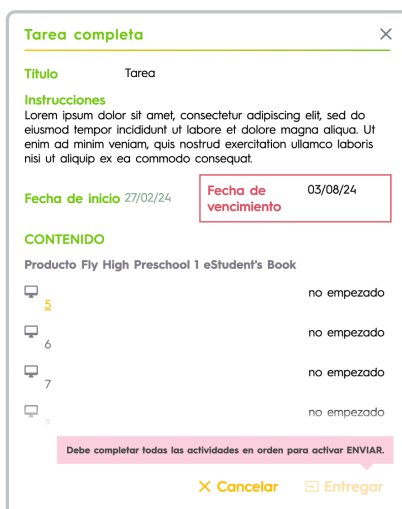 Tarea completa
Título Tarea
Instrucciones
Lorem ipsum dolor sit amet, consectetur adipiscing elit, sed do
eiusmod tempor incididunt ut labore et dolore magna aliqua. Ut
enim ad minim veniam, quis nostrud exercitation ullamco laboris
nisi ut aliquip ex ea commodo consequat.
Fecha de inicio 27/02/24
Fecha de vencimiento 03/08/24
CONTENIDO
Producto Fly High Preschool 1 eStudent's Book
5 no empezado
6 no empezado
7 no empezado
no empezado
Debe completar todas las actividades en orden para activar ENVIAR.
Cancelar Entregar